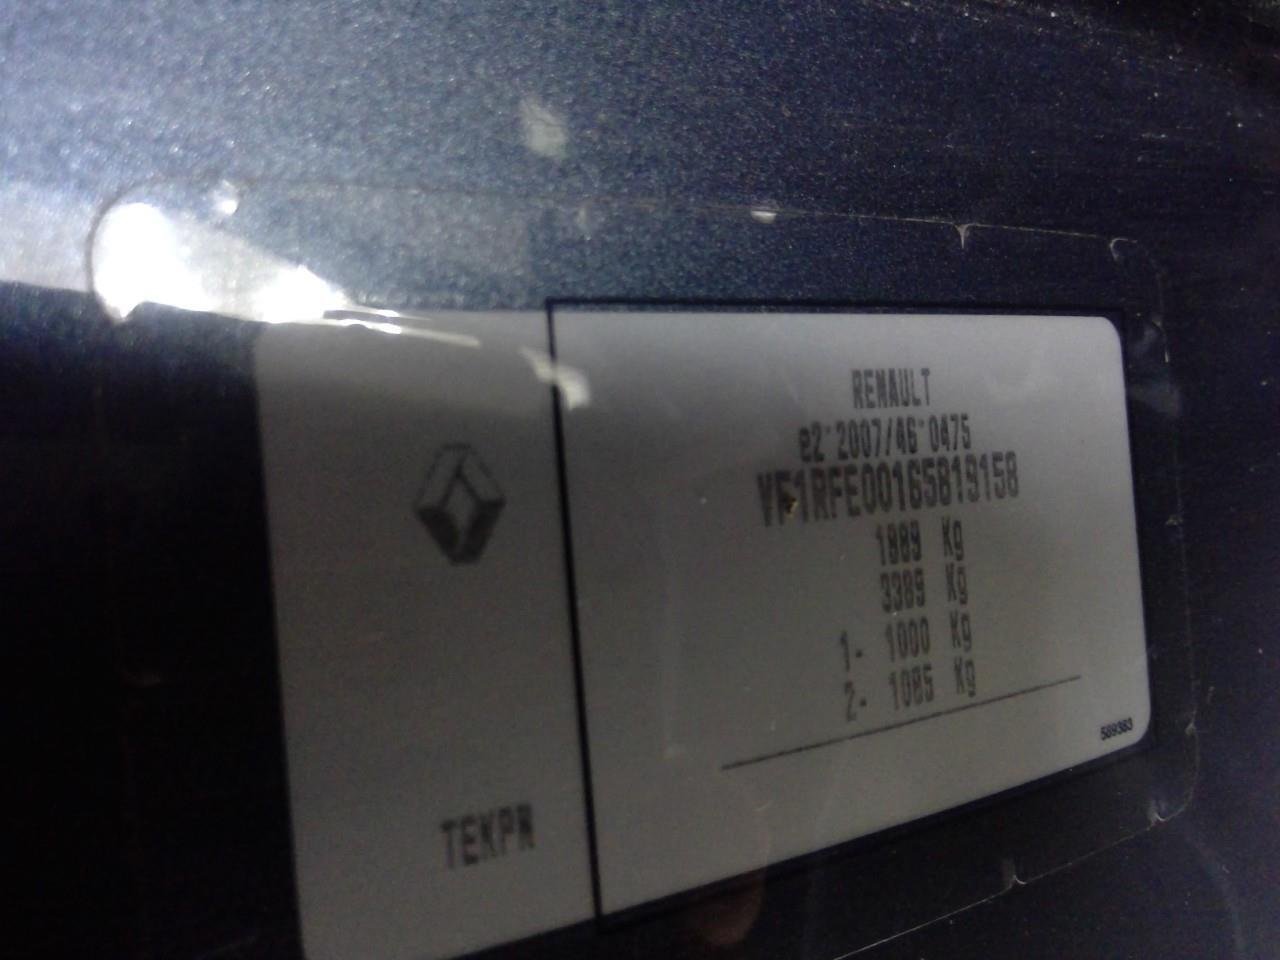 RENAULT
e2*2007/46*0475
VF1RFE00165819158
1889 Kg
3389 Kg
1- 1000 Kg
2- 1085 Kg
589383
TEKPN